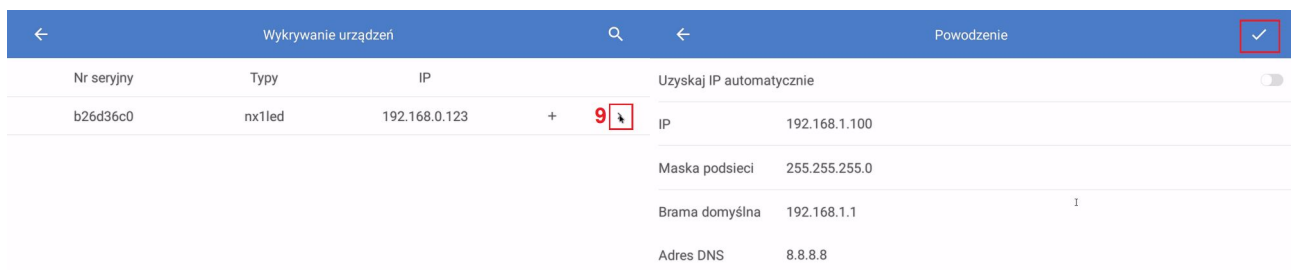 Wykrywanie urządzeń
Nr seryjny Typy IP
b26d36c0 nx1led 192.168.0.123 + 9
Powodzenie
Uzyskaj IP automatycznie
IP 192.168.1.100
Maska podsieci 255.255.255.0
Brama domyślna 192.168.1.1
Adres DNS 8.8.8.8